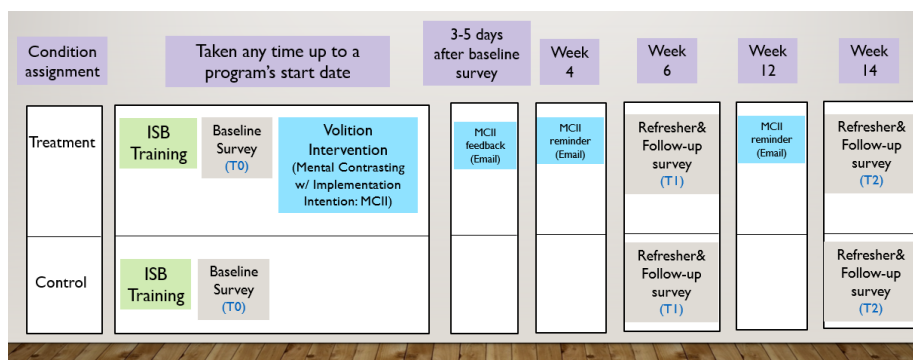 Condition
assignment
Taken any time up to a
program's start date
3-5 days
after baseline
survey
Week
4
Week
6
Week
12
Week
14
Treatment
ISB
Training
Baseline
Survey
(T0)
Volition
Intervention
(Mental Contrasting
w/ Implementation
Intention: MCII)
MCII
feedback
(Email)
MCII
reminder
(Email)
Refresher&
Follow-up
survey
(T1)
MCII
reminder
(Email)
Refresher&
Follow-up
survey
(T2)
Control
ISB
Training
Baseline
Survey
(T0)
Refresher&
Follow-up
survey
(T1)
Refresher&
Follow-up
survey
(T2)